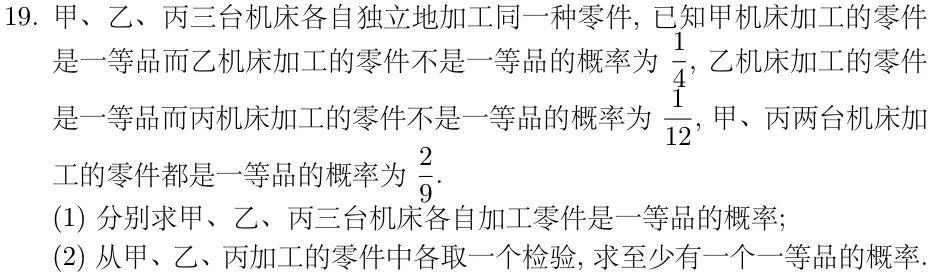 19. 甲、乙、丙三台机床各自独立地加工同一种零件, 已知甲机床加工的零件
是一等品而乙机床加工的零件不是一等品的概率为 1/4, 乙机床加工的零件
是一等品而丙机床加工的零件不是一等品的概率为 1/12, 甲、丙两台机床加
工的零件都是一等品的概率为 2/9.
(1) 分别求甲、乙、丙三台机床各自加工零件是一等品的概率;
(2) 从甲、乙、丙加工的零件中各取一个检验, 求至少有一个一等品的概率.